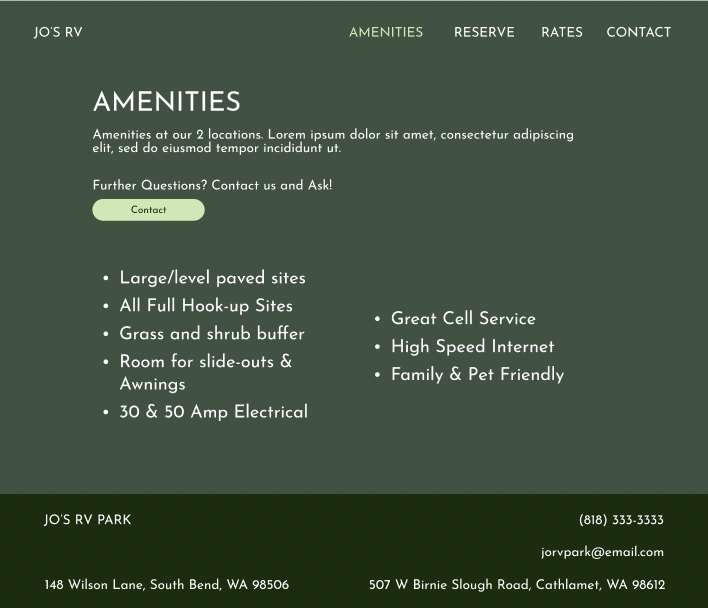 JO'S RV
AMENITIES RESERVE RATES CONTACT
AMENITIES
Amenities at our 2 locations. Lorem ipsum dolor sit amet, consectetur adipiscing
elit, sed do eiusmod tempor incididunt ut.
Further Questions? Contact us and Ask!
Contact
• Large/level paved sites
• All Full Hook-up Sites
• Grass and shrub buffer
• Room for slide-outs &
Awnings
• 30 & 50 Amp Electrical
• Great Cell Service
• High Speed Internet
• Family & Pet Friendly
JO'S RV PARK
(818) 333-3333
jorvpark@email.com
148 Wilson Lane, South Bend, WA 98506
507 W Birnie Slough Road, Cathlamet, WA 98612